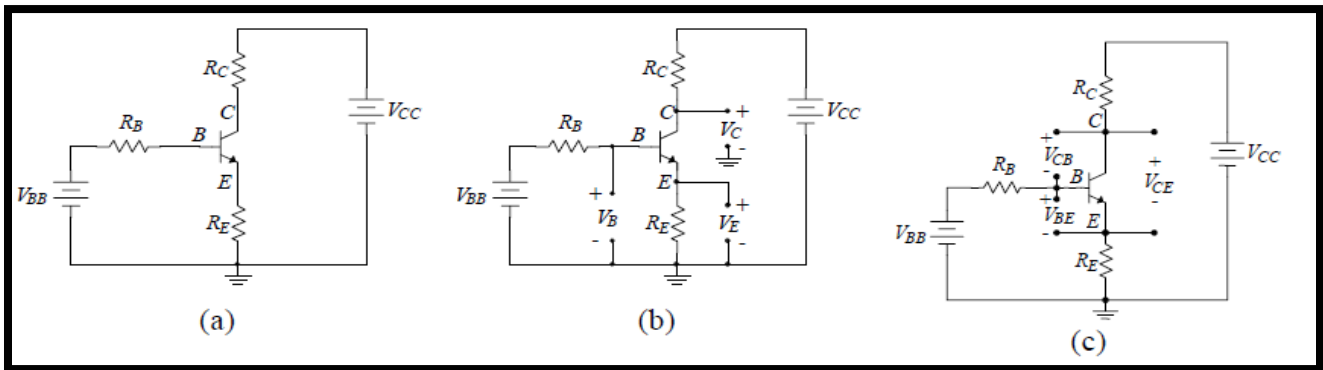 RC
C
VCC
RB
B
VBB
E
RE
(a)
RC
C
+
VC
-
VCC
RB
B
VBB
+
VB
-
E
RE
+
VE
-
(b)
RC
C
+
VCB
-
+
VCE
-
VCC
RB
B
+
VBE
-
E
VBB
RE
(c)